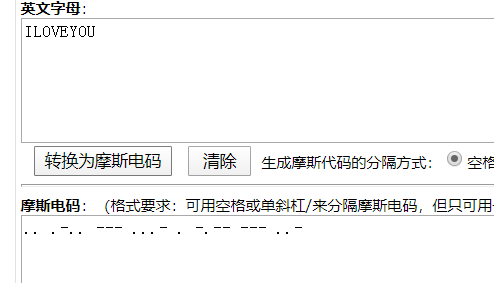 英文字母：
ILOVEYOU
转换为摩斯电码 清除 生成摩斯代码的分隔方式： 空格
摩斯电码：（格式要求：可用空格或单斜杠/来分隔摩斯电码，但只可用
.. .-.. --- ...- . -.-- --- ..-